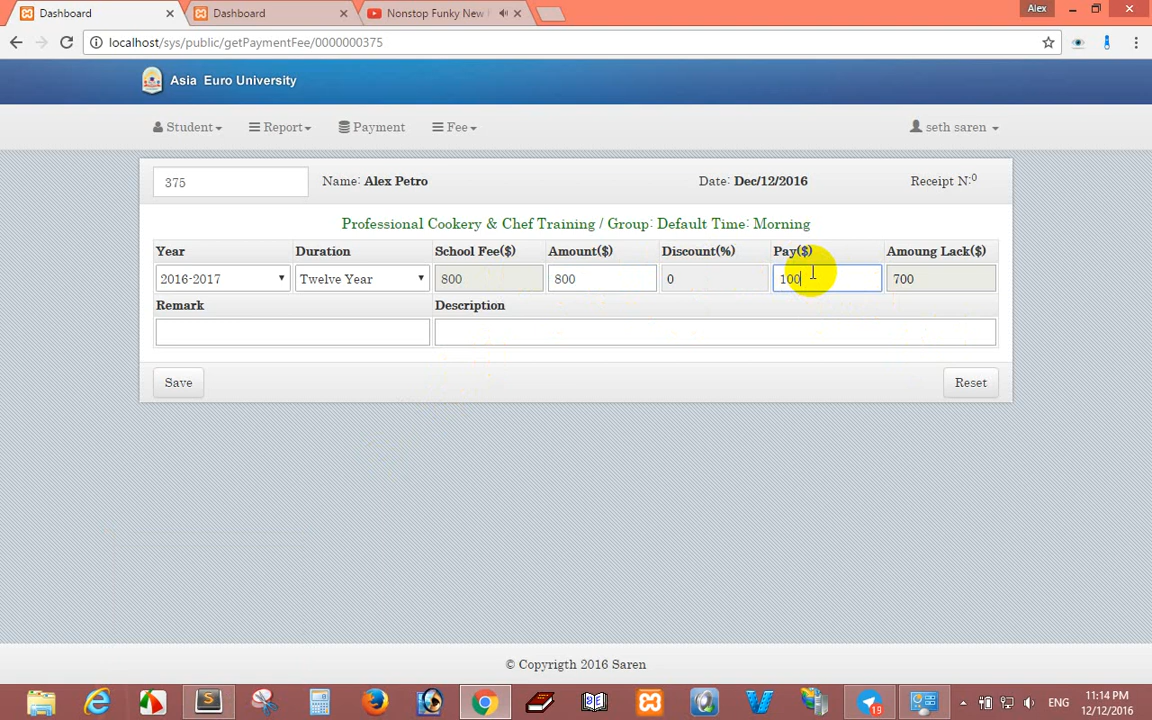 Dashboard
Dashboard
Nonstop Funky New
Alex
localhost/sys/public/getPaymentFee/0000000375
Asia Euro University
Student
Report
Payment
Fee
seth saren
375
Name: Alex Petro
Date: Dec/12/2016
Receipt N:0
Professional Cookery & Chef Training / Group: Default Time: Morning
Year Duration School Fee($) Amount($) Discount(%) Pay($) Amoung Lack($)
2016-2017 Twelve Year 800 800 0 100 700
Remark Description
Save
Reset
© Copyrigth 2016 Saren
19
ENG
11:14 PM
12/12/2016